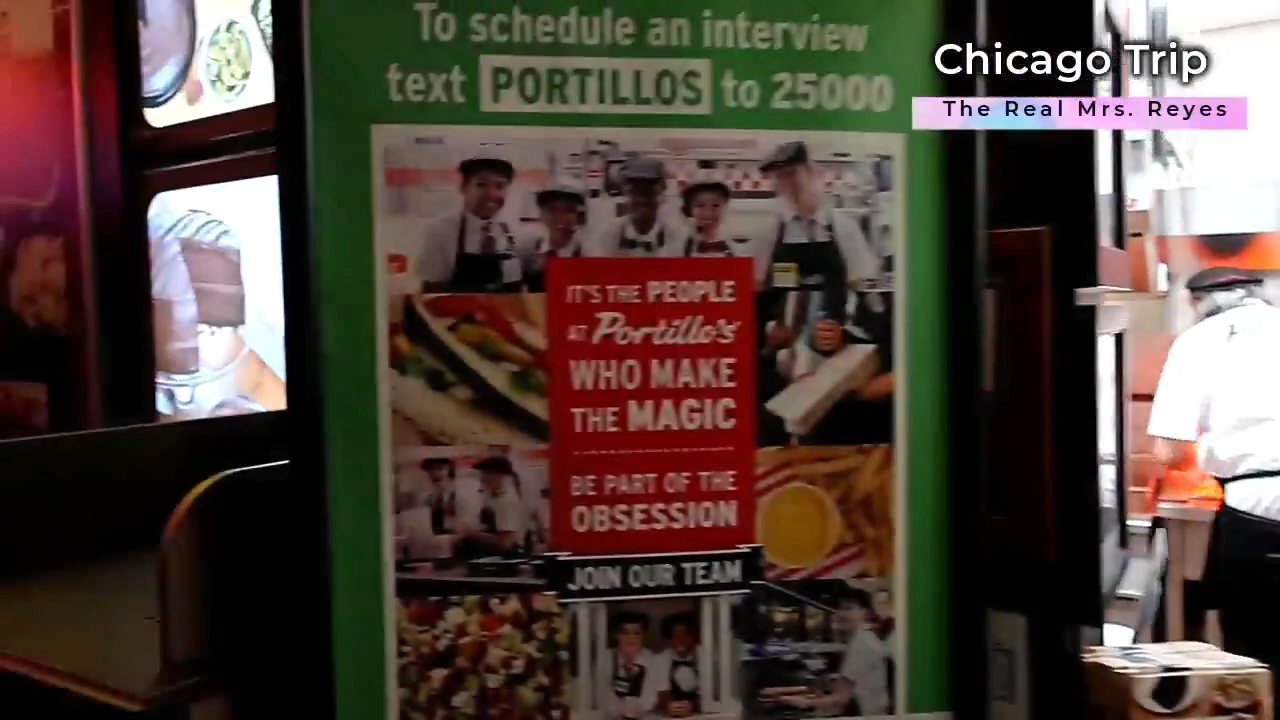 To schedule an interview
text PORTILLOS to 25000
Chicago Trip
The Real Mrs. Reyes
IT'S THE PEOPLE
AT Portillo's
WHO MAKE
THE MAGIC
BE PART OF THE
OBSESSION
JOIN OUR TEAM